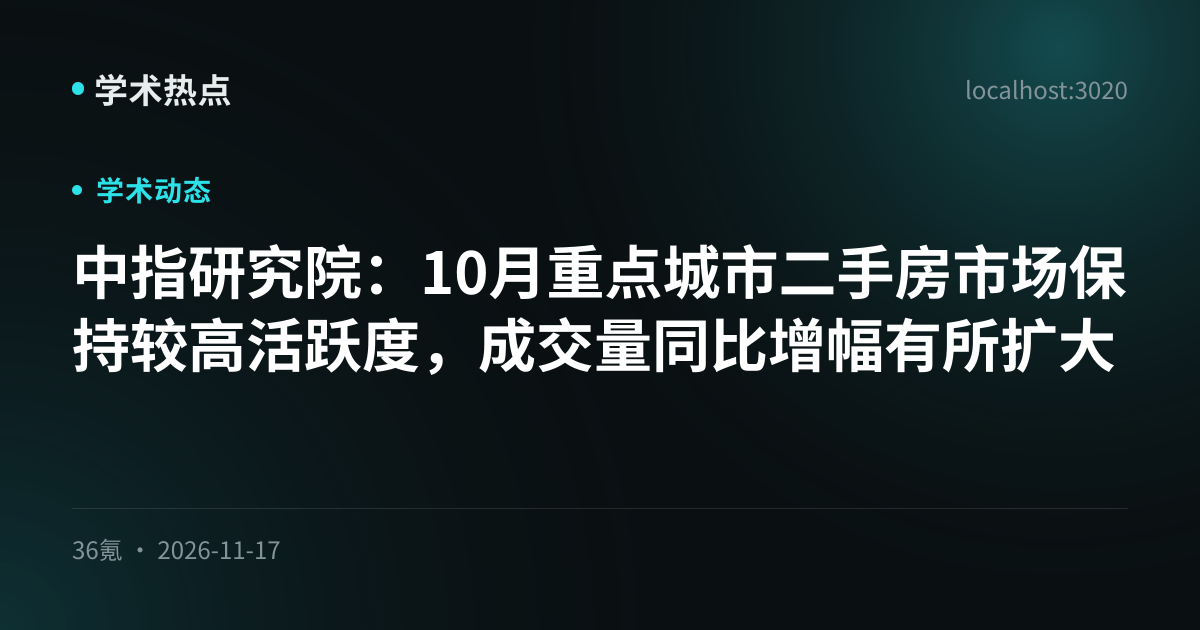 学术热点
localhost:3020
学术动态
中指研究院：10月重点城市二手房市场保
持较高活跃度，成交量同比增幅有所扩大
36氪 · 2026-11-17